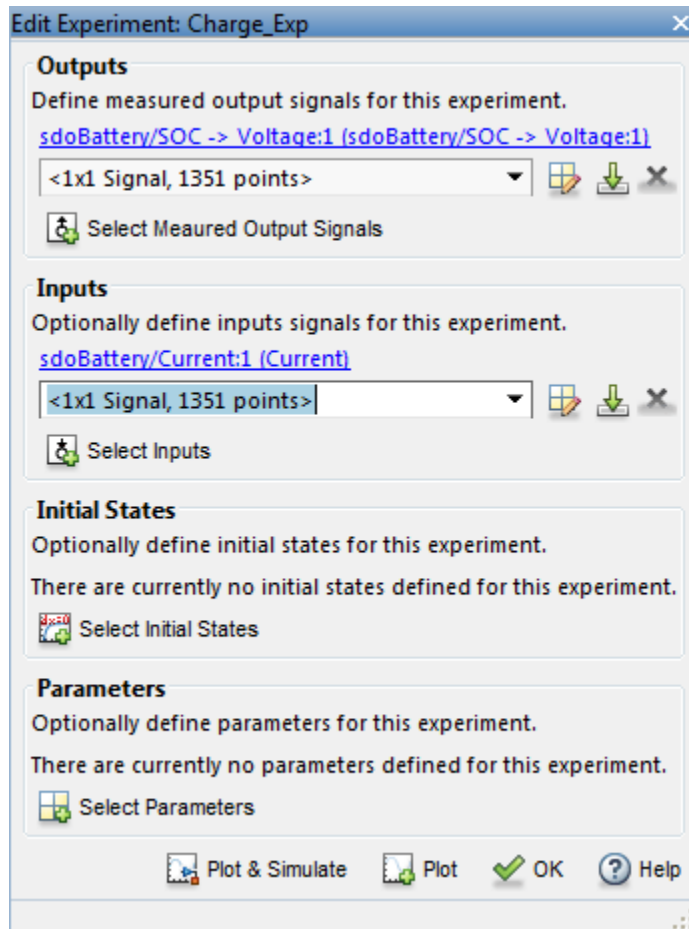 Edit Experiment: Charge_Exp
Outputs
Define measured output signals for this experiment.
sdoBattery/SOC -> Voltage:1 (sdoBattery/SOC -> Voltage:1)
<1x1 Signal, 1351 points>
Select Meaured Output Signals
Inputs
Optionally define inputs signals for this experiment.
sdoBattery/Current:1 (Current)
<1x1 Signal, 1351 points>
Select Inputs
Initial States
Optionally define initial states for this experiment.
There are currently no initial states defined for this experiment.
Select Initial States
Parameters
Optionally define parameters for this experiment.
There are currently no parameters defined for this experiment.
Select Parameters
Plot & Simulate Plot OK Help